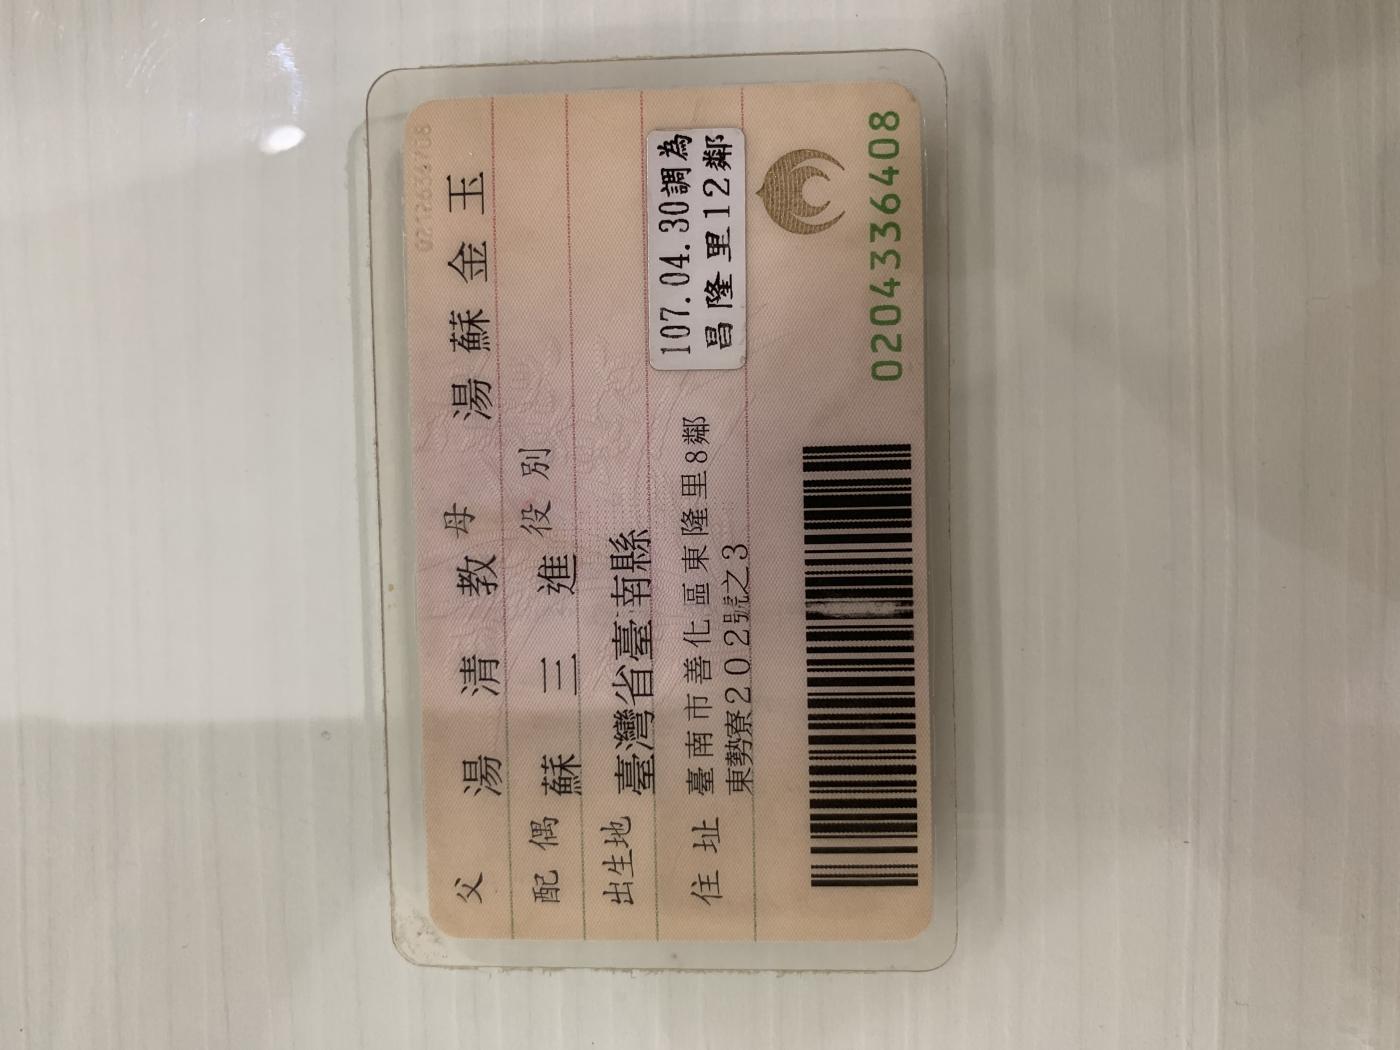 父 湯清教 母 湯蘇金玉
配偶 蘇三進 役別
出生地 臺灣省臺南縣
住址 臺南市善化區東隆里8鄰
東勢寮202號之3
107.04.30調為
昌隆里12鄰
0204336408